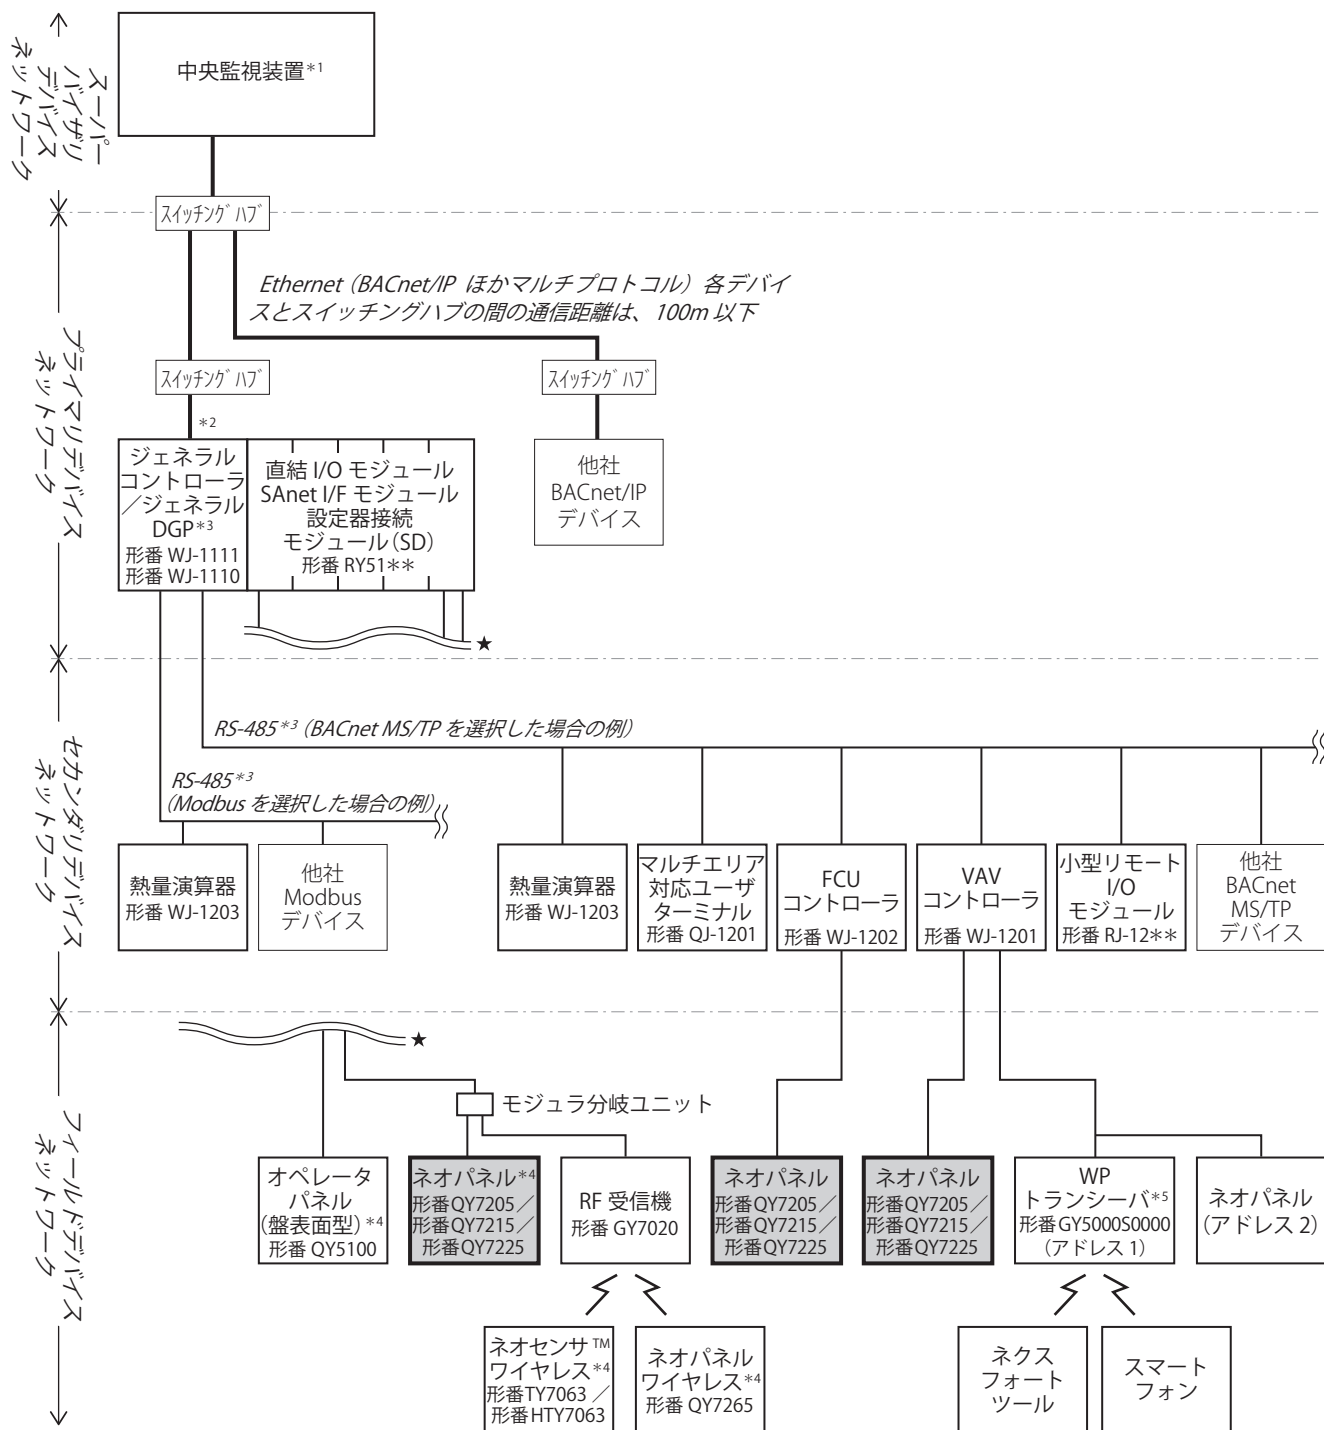 スーパー
バイザリ
デバイス
ネットワーク
中央監視装置*1
スイッチングハブ
プライマリデバイス
ネットワーク
Ethernet（BACnet/IP ほかマルチプロトコル）各デバイ
スとスイッチングハブの間の通信距離は、100m 以下
スイッチングハブ
スイッチングハブ
*2
ジェネラル
コントローラ
／ジェネラル
DGP*3
形番 WJ-1111
形番 WJ-1110
直結 I/O モジュール
SAnet I/F モジュール
設定器接続
モジュール（SD）
形番 RY51**
他社
BACnet/IP
デバイス
★
セカンダリデバイス
ネットワーク
RS-485*3（BACnet MS/TP を選択した場合の例）
RS-485*3
（Modbus を選択した場合の例）
熱量演算器
形番 WJ-1203
他社
Modbus
デバイス
熱量演算器
形番 WJ-1203
マルチエリア
対応ユーザ
ターミナル
形番 QJ-1201
FCU
コントローラ
形番 WJ-1202
VAV
コントローラ
形番 WJ-1201
小型リモート
I/O
モジュール
形番 RJ-12**
他社
BACnet
MS/TP
デバイス
フィールドデバイス
ネットワーク
★
モジュラ分岐ユニット
オペレータ
パネル
（盤表面型）*4
形番 QY5100
ネオパネル*4
形番QY7205／
形番QY7215／
形番QY7225
RF 受信機
形番 GY7020
ネオパネル
形番QY7205／
形番QY7215／
形番QY7225
ネオパネル
形番QY7205／
形番QY7215／
形番QY7225
WP
トランシーバ*5
形番GY5000S0000
（アドレス 1）
ネオパネル
（アドレス 2）
ネオセンサ™
ワイヤレス*4
形番TY7063／
形番HTY7063
ネオパネル
ワイヤレス*4
形番 QY7265
ネクス
フォート
ツール
スマート
フォン